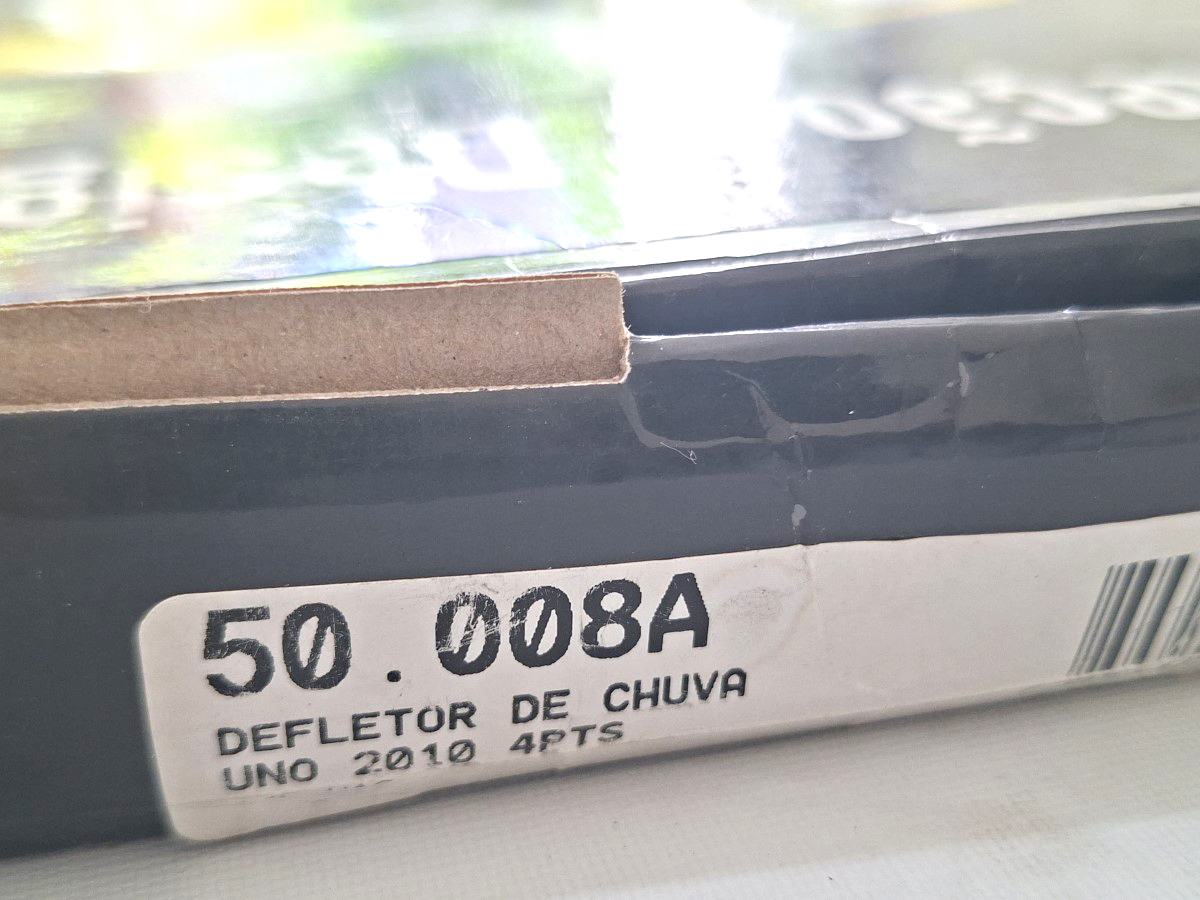 50.008A
DEFLETOR DE CHUVA
UNO 2010 4PTS